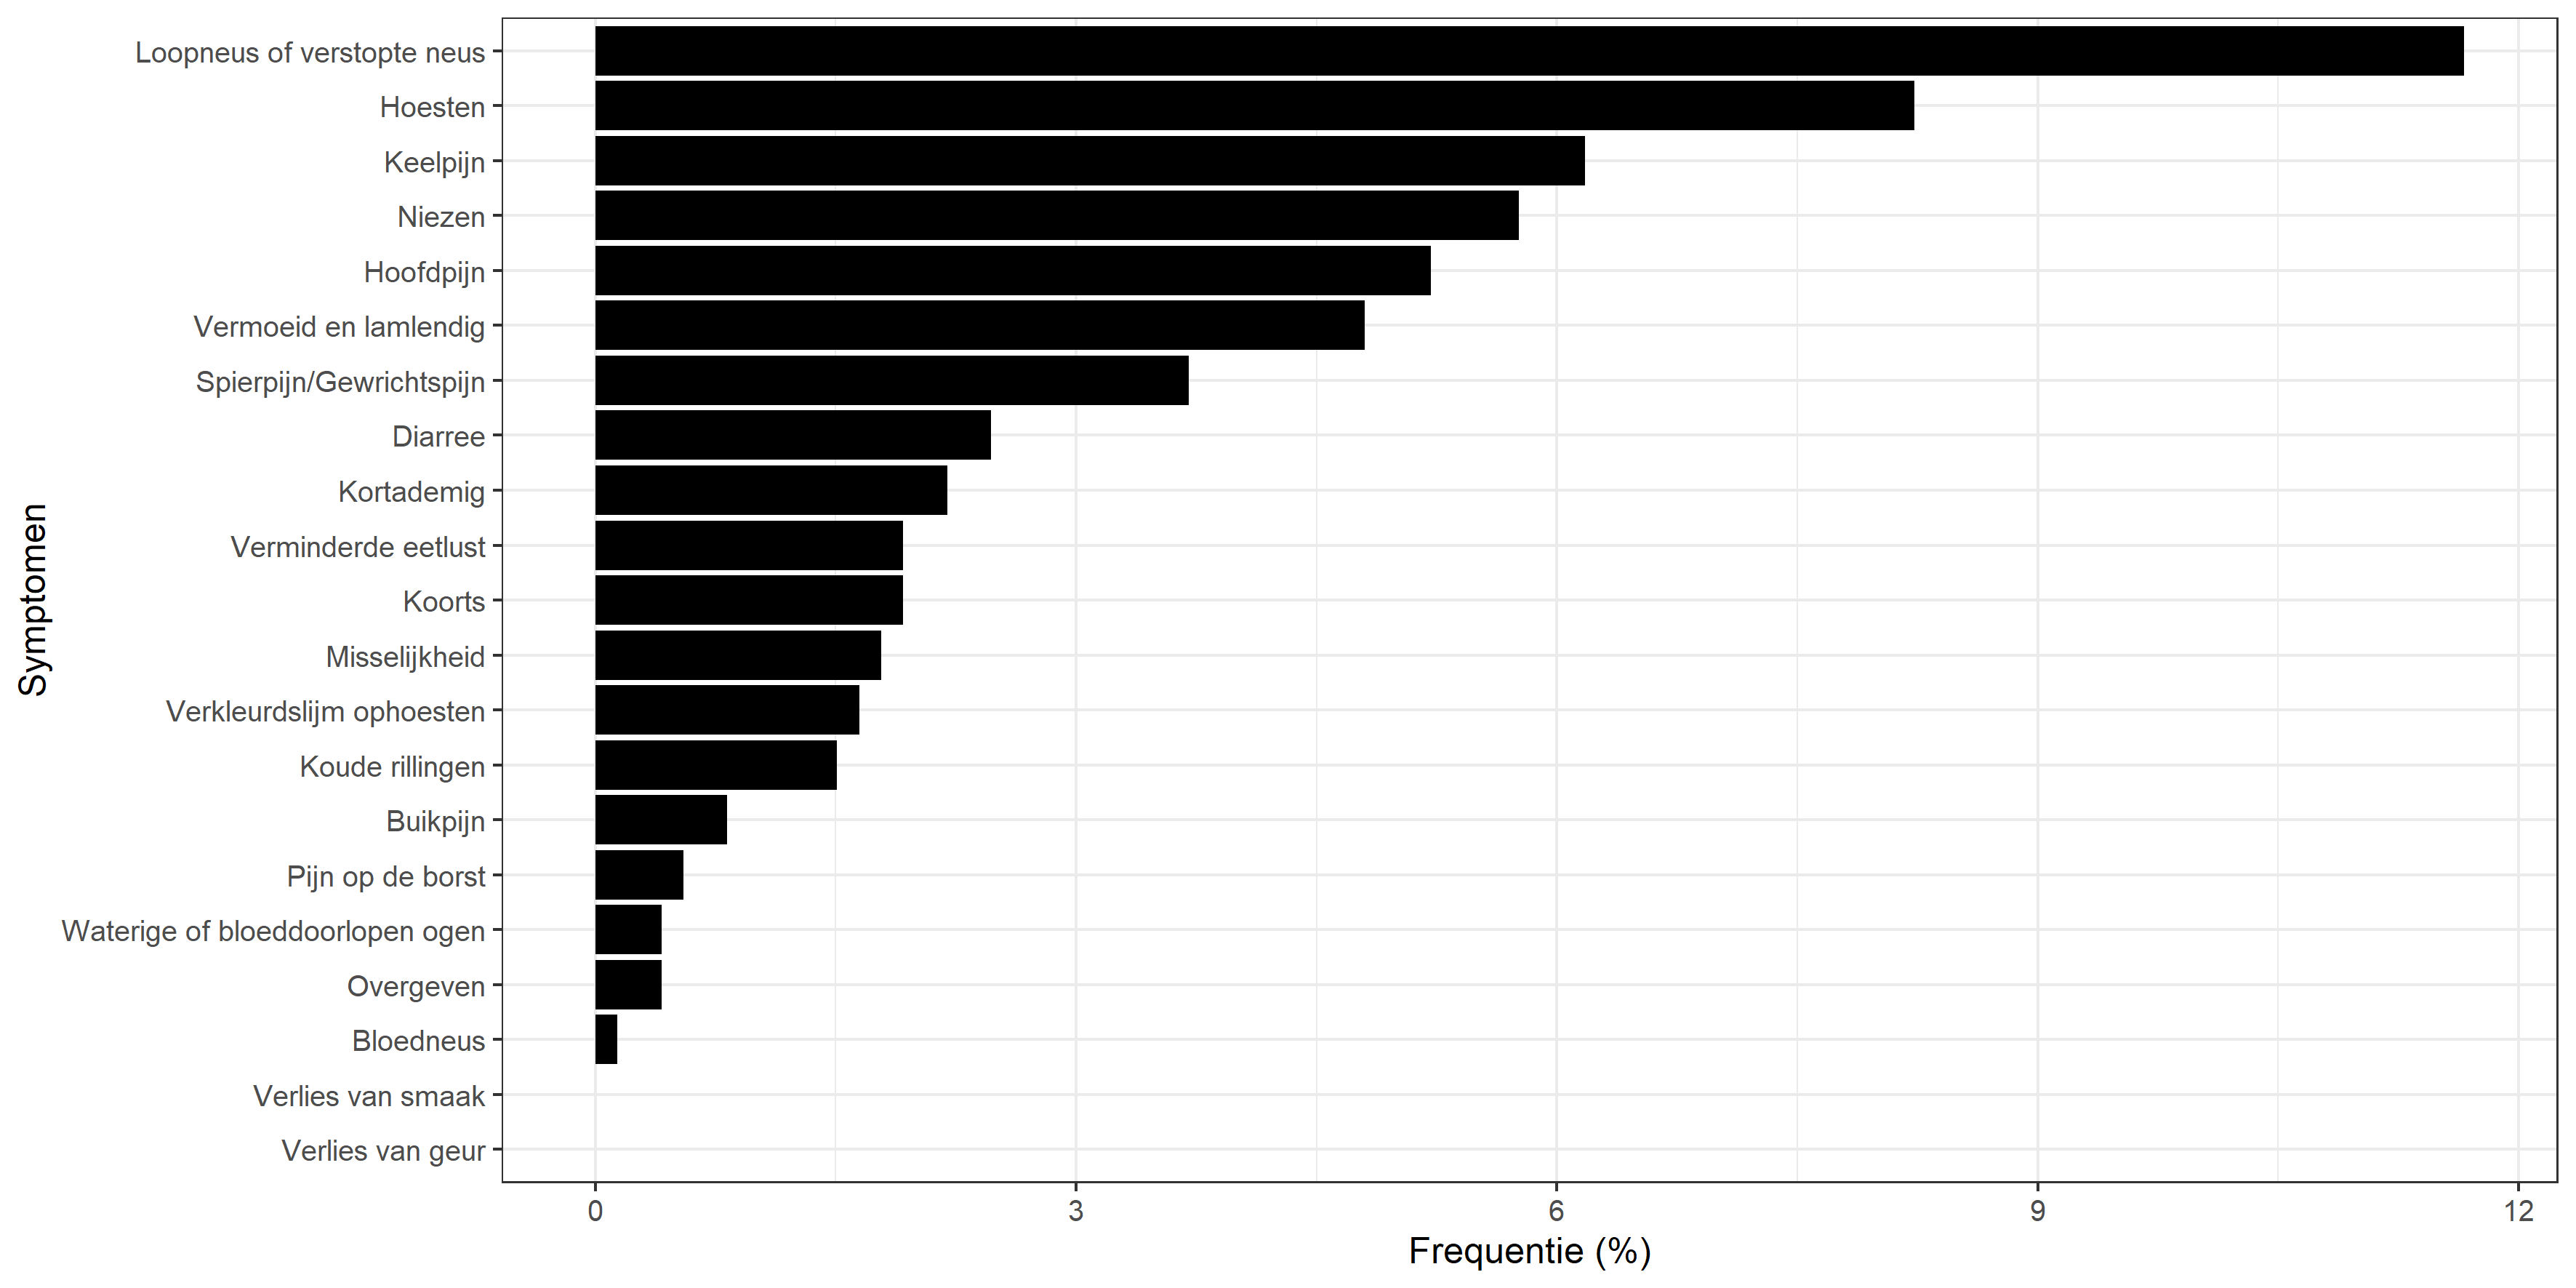 Symptomen
Loopneus of verstopte neus
Hoesten
Keelpijn
Niezen
Hoofdpijn
Vermoeid en lamlendig
Spierpijn/Gewrichtspijn
Diarree
Kortademig
Verminderde eetlust
Koorts
Misselijkheid
Verkleurdslijm ophoesten
Koude rillingen
Buikpijn
Pijn op de borst
Waterige of bloeddoorlopen ogen
Overgeven
Bloedneus
Verlies van smaak
Verlies van geur
0 3 6 9 12
Frequentie (%)